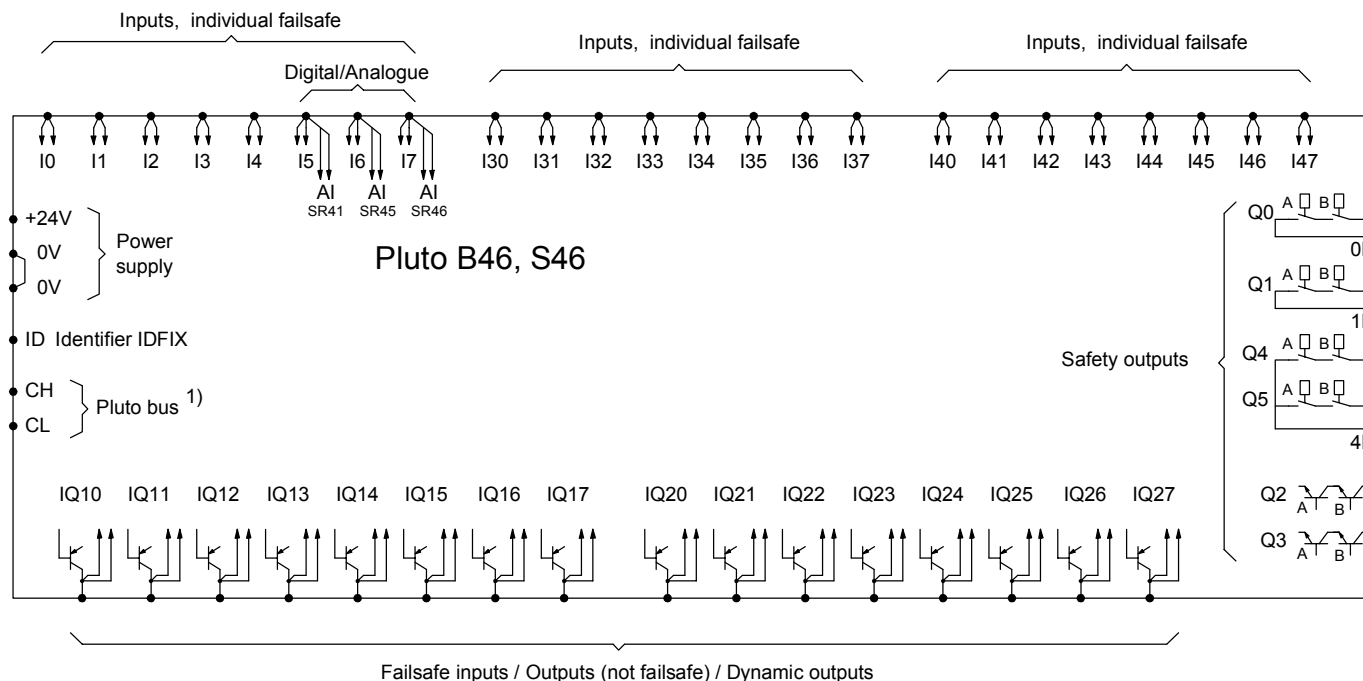 Inputs, individual failsafe
Inputs, individual failsafe
Inputs, individual failsafe
Digital/Analogue
I0 I1 I2 I3 I4 I5 I6 I7 I30 I31 I32 I33 I34 I35 I36 I37 I40 I41 I42 I43 I44 I45 I46 I47
AI AI AI
SR41 SR45 SR46
+24V
0V
0V
Power
supply
Pluto B46, S46
ID Identifier IDFIX
CH
CL
Pluto bus 1)
Safety outputs
Q0 A B
0I
Q1 A B
1I
Q4 A B
Q5 A B
4I
Q2 A B
Q3 A B
IQ10 IQ11 IQ12 IQ13 IQ14 IQ15 IQ16 IQ17 IQ20 IQ21 IQ22 IQ23 IQ24 IQ25 IQ26 IQ27
Failsafe inputs / Outputs (not failsafe) / Dynamic outputs